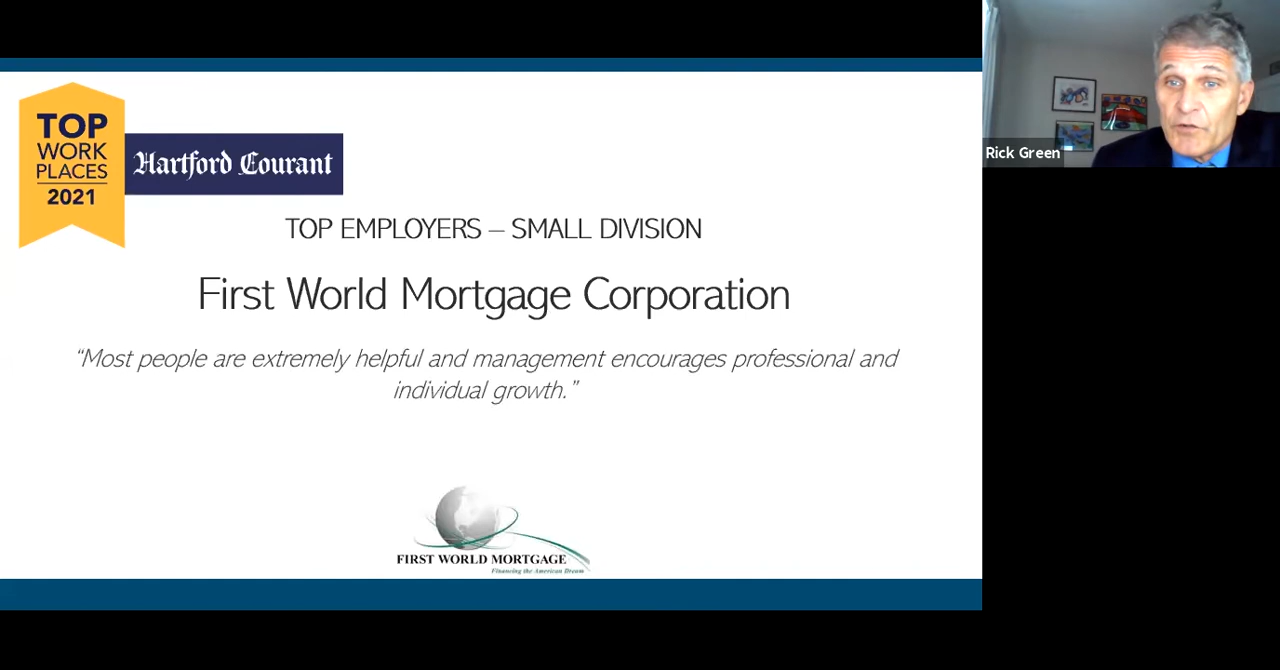 TOP
WORK
PLACES
2021
Hartford Courant
TOP EMPLOYERS – SMALL DIVISION
First World Mortgage Corporation
“Most people are extremely helpful and management encourages professional and
individual growth.”
FIRST WORLD MORTGAGE
Financing the American Dream
Rick Green